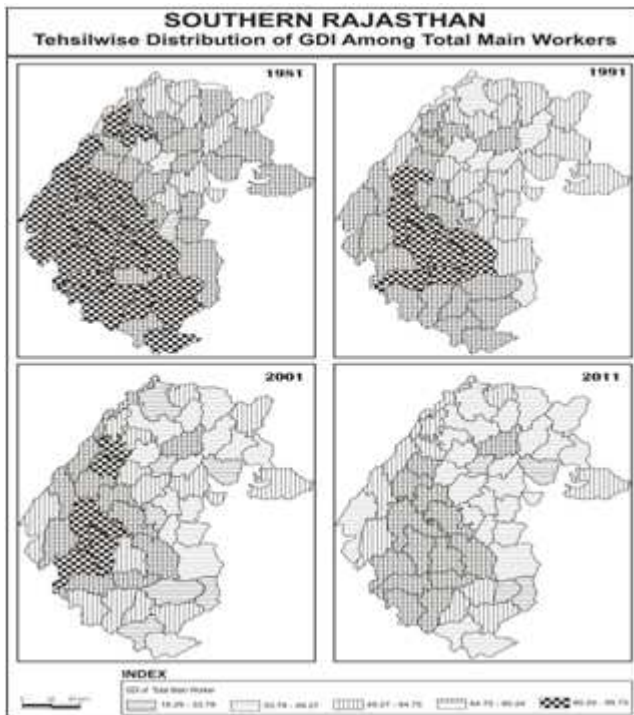 SOUTHERN RAJASTHAN
Tehsilwise Distribution of GDI Among Total Main Workers
1981
1991
2001
2011
INDEX
GDI of Total Main Worker